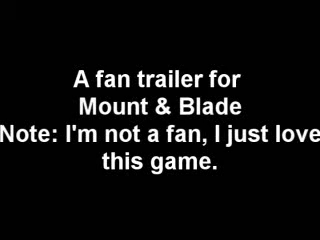 A fan trailer for
Mount & Blade
Note: I'm not a fan, I just love
this game.